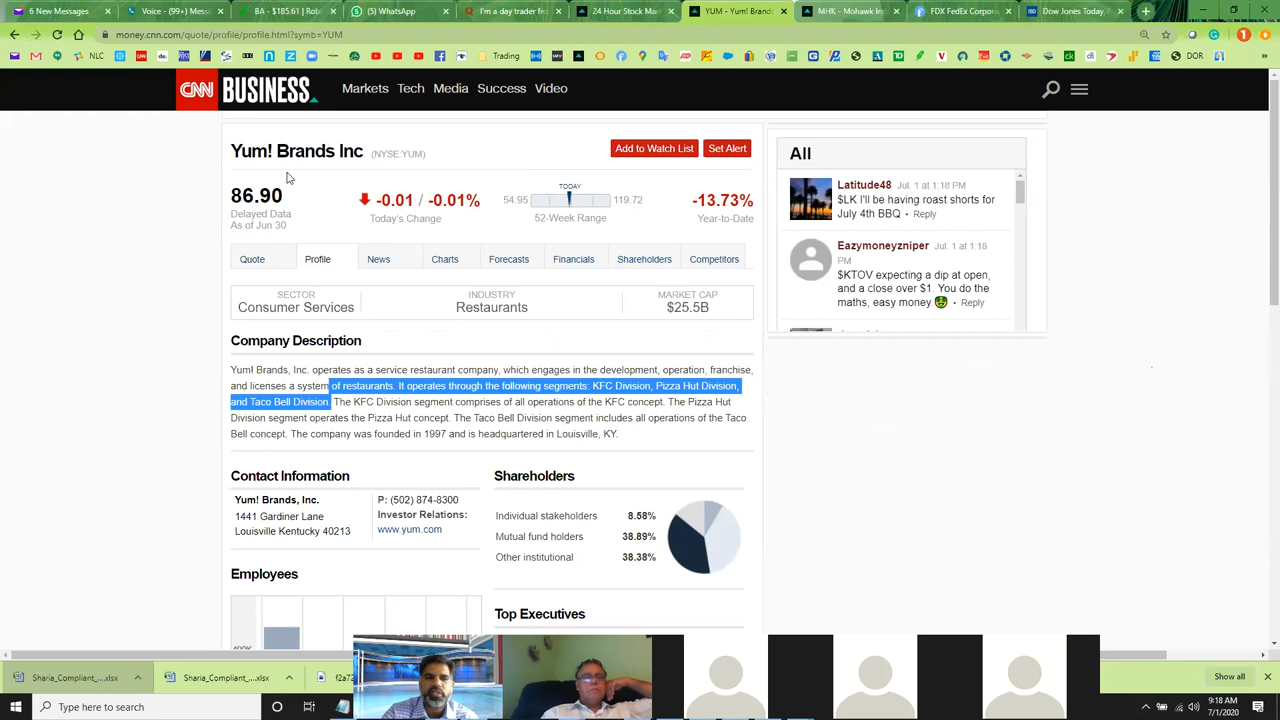 Mail -
Voice - (99+) Messa
BA - $185.61 | Robin
(5) WhatsApp
I'm a day trader fro
24 Hour Stock Mark
YUM - Yum! Brands
MHK - Mohawk Indu
FDX FedEx Corporat
Swing Trading Today
money.cnn.com/quote/profile/profile.html?symb=YUM
NLC
Trading
DOR
CNN BUSINESS
Markets Tech Media Success Video
Yum! Brands Inc (NYSE:YUM)
Add to Watch List
Set Alert
86.90
Delayed Data
As of Jun 30
-0.01 / -0.01%
Today's Change
TODAY
54.95
119.72
52-Week Range
-13.73%
Year-to-Date
Quote Profile News Charts Forecasts Financials Shareholders Competitors
SECTOR
Consumer Services
INDUSTRY
Restaurants
MARKET CAP
$25.5B
Company Description
Yum! Brands, Inc. operates as a service restaurant company, which engages in the development, operation, franchise,
and licenses a system of restaurants. It operates through the following segments: KFC Division, Pizza Hut Division,
and Taco Bell Division. The KFC Division segment comprises of all operations of the KFC concept. The Pizza Hut
Division segment operates the Pizza Hut concept. The Taco Bell Division segment includes all operations of the Taco
Bell concept. The company was founded in 1997 and is headquartered in Louisville, KY.
Contact Information
Yum! Brands, Inc.
1441 Gardiner Lane
Louisville Kentucky 40213
P: (502) 874-8300
Investor Relations:
www.yum.com
Shareholders
Individual stakeholders 8.58%
Mutual fund holders 38.89%
Other institutional 38.38%
Employees
Top Executives
All
Latitude48 Jul. 1 at 1:18 PM
$LK I'll be having roast shorts for
July 4th BBQ • Reply
Eazymoneyzniper Jul. 1 at 1:18
PM
$KTOV expecting a dip at open,
and a close over $1. You do the
maths, easy money • Reply
Sharia_Compliant_....xlsx
Sharia_Compliant_....xlsx
Show all
Type here to search
9:18 AM
7/1/2020